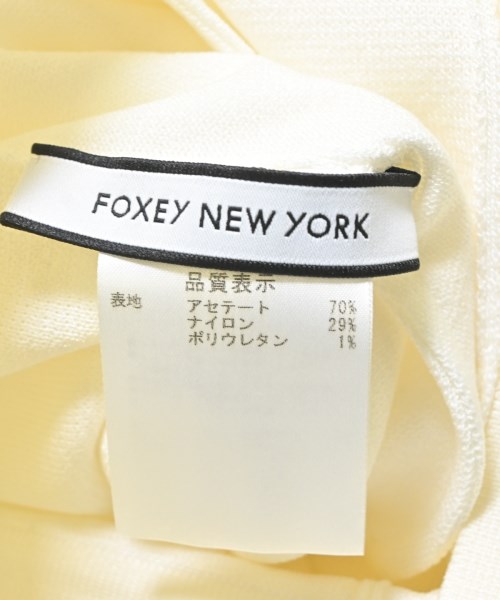 FOXEY NEW YORK
品質表示
表地 アセテート 70%
ナイロン 29%
ポリウレタン 1%